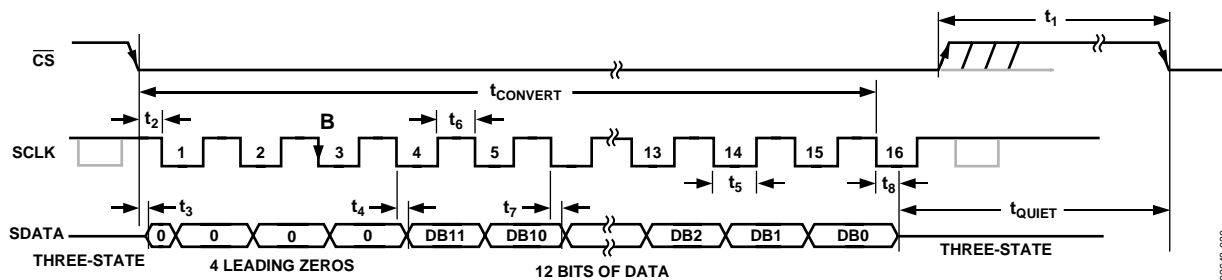 t1
CS
tCONVERT
t2
B
t6
SCLK
1
2
3
4
5
13
14
15
16
t5
t8
t3
t4
t7
tQUIET
SDATA
0
0
0
0
DB11
DB10
DB2
DB1
DB0
THREE-STATE
4 LEADING ZEROS
12 BITS OF DATA
THREE-STATE